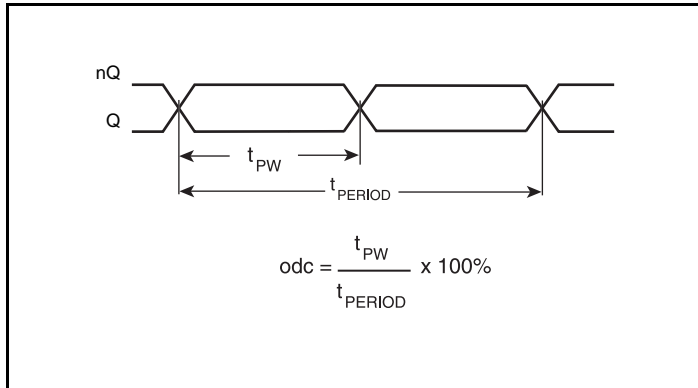 nQ
Q
tPW
tPERIOD
odc = tPW / tPERIOD x 100%